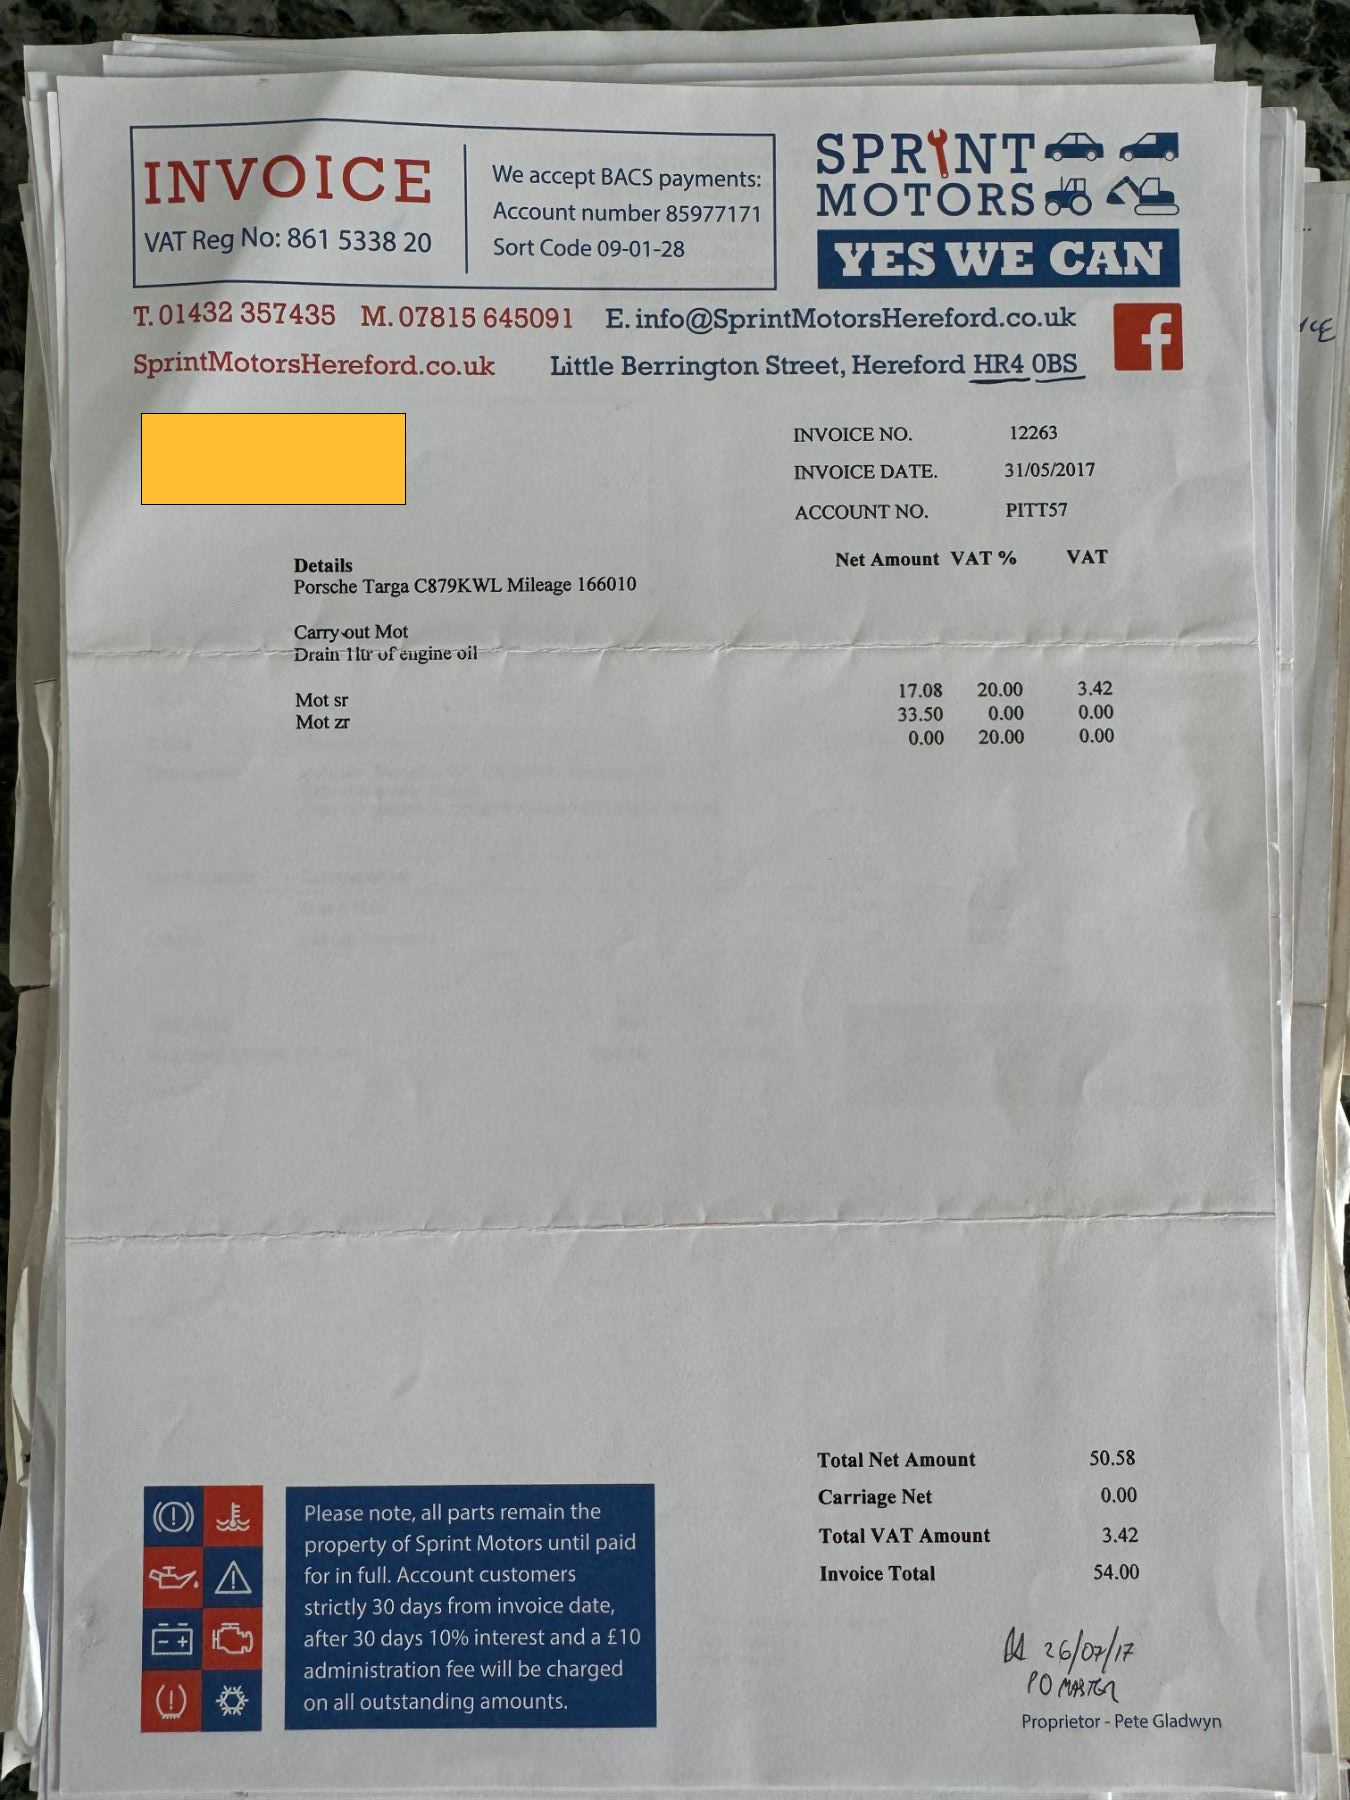 INVOICE
VAT Reg No: 861 5338 20
We accept BACS payments:
Account number 85977171
Sort Code 09-01-28
SPRINT
MOTORS
YES WE CAN
T. 01432 357435 M. 07815 645091 E. info@SprintMotorsHereford.co.uk
SprintMotorsHereford.co.uk Little Berrington Street, Hereford HR4 0BS
f
INVOICE NO. 12263
INVOICE DATE. 31/05/2017
ACCOUNT NO. PITT57
Details Net Amount VAT % VAT
Porsche Targa C879KWL Mileage 166010
Carry out Mot
Drain 1ltr of engine oil
Mot sr 17.08 20.00 3.42
Mot zr 33.50 0.00 0.00
0.00 20.00 0.00
Total Net Amount 50.58
Carriage Net 0.00
Total VAT Amount 3.42
Invoice Total 54.00
Please note, all parts remain the
property of Sprint Motors until paid
for in full. Account customers
strictly 30 days from invoice date,
after 30 days 10% interest and a £10
administration fee will be charged
on all outstanding amounts.
26/07/17
PO MASTER
Proprietor - Pete Gladwyn